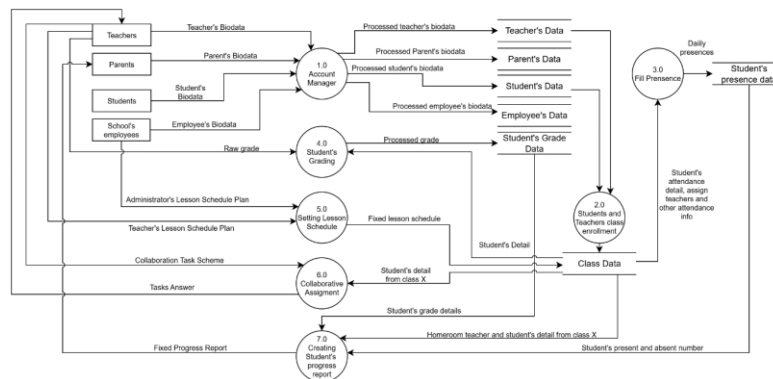 Teachers
Teacher's Biodata
Processed teacher's biodata
Teacher's Data
Parents
Parent's Biodata
Processed Parent's biodata
Parent's Data
1.0
Account
Manager
Students
Student's
Biodata
Processed student's biodata
Student's Data
School's
employees
Employee's Biodata
Processed employee's biodata
Employee's Data
3.0
Fill Prensence
Dailly
presences
Student's
presence data
Raw grade
4.0
Student's
Grading
Processed grade
Student's Grade
Data
Student's
attendance
detail, assign
teachers and
other attendance
info
Administrator's Lesson Schedule Plan
Teacher's Lesson Schedule Plan
5.0
Setting Lesson
Schedule
Fixed lesson schedule
2.0
Students and
Teachers class
enrollment
Student's Detail
Class Data
Collaboration Task Scheme
Tasks Answer
6.0
Collaborative
Assigment
Student's detail
from class X
Student's grade details
Homeroom teacher and student's detail from class X
Fixed Progress Report
7.0
Creating
Student's
progress
report
Student's present and absent number